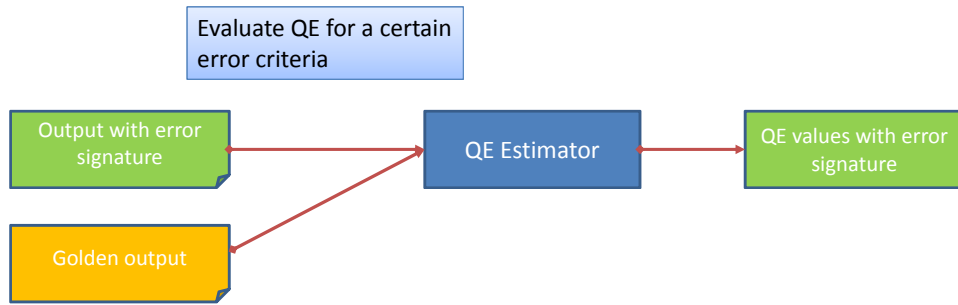 Evaluate QE for a certain
error criteria
Output with error
signature
QE Estimator
QE values with error
signature
Golden output